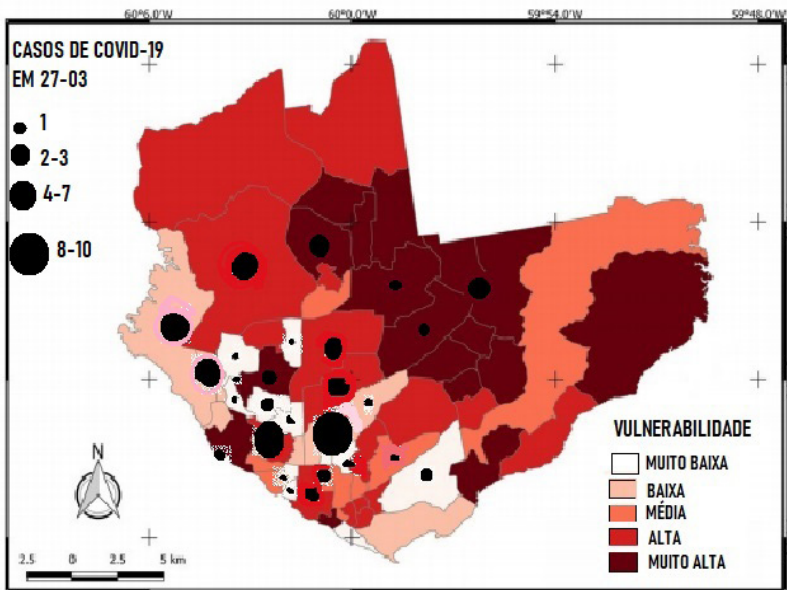 60°6.0'W 60°0.0'W 59°54.0'W 59°48.0'W
CASOS DE COVID-19
EM 27-03
1
2-3
4-7
8-10
VULNERABILIDADE
MUITO BAIXA
BAIXA
MÉDIA
ALTA
MUITO ALTA
N
2.5 0 2.5 5 km